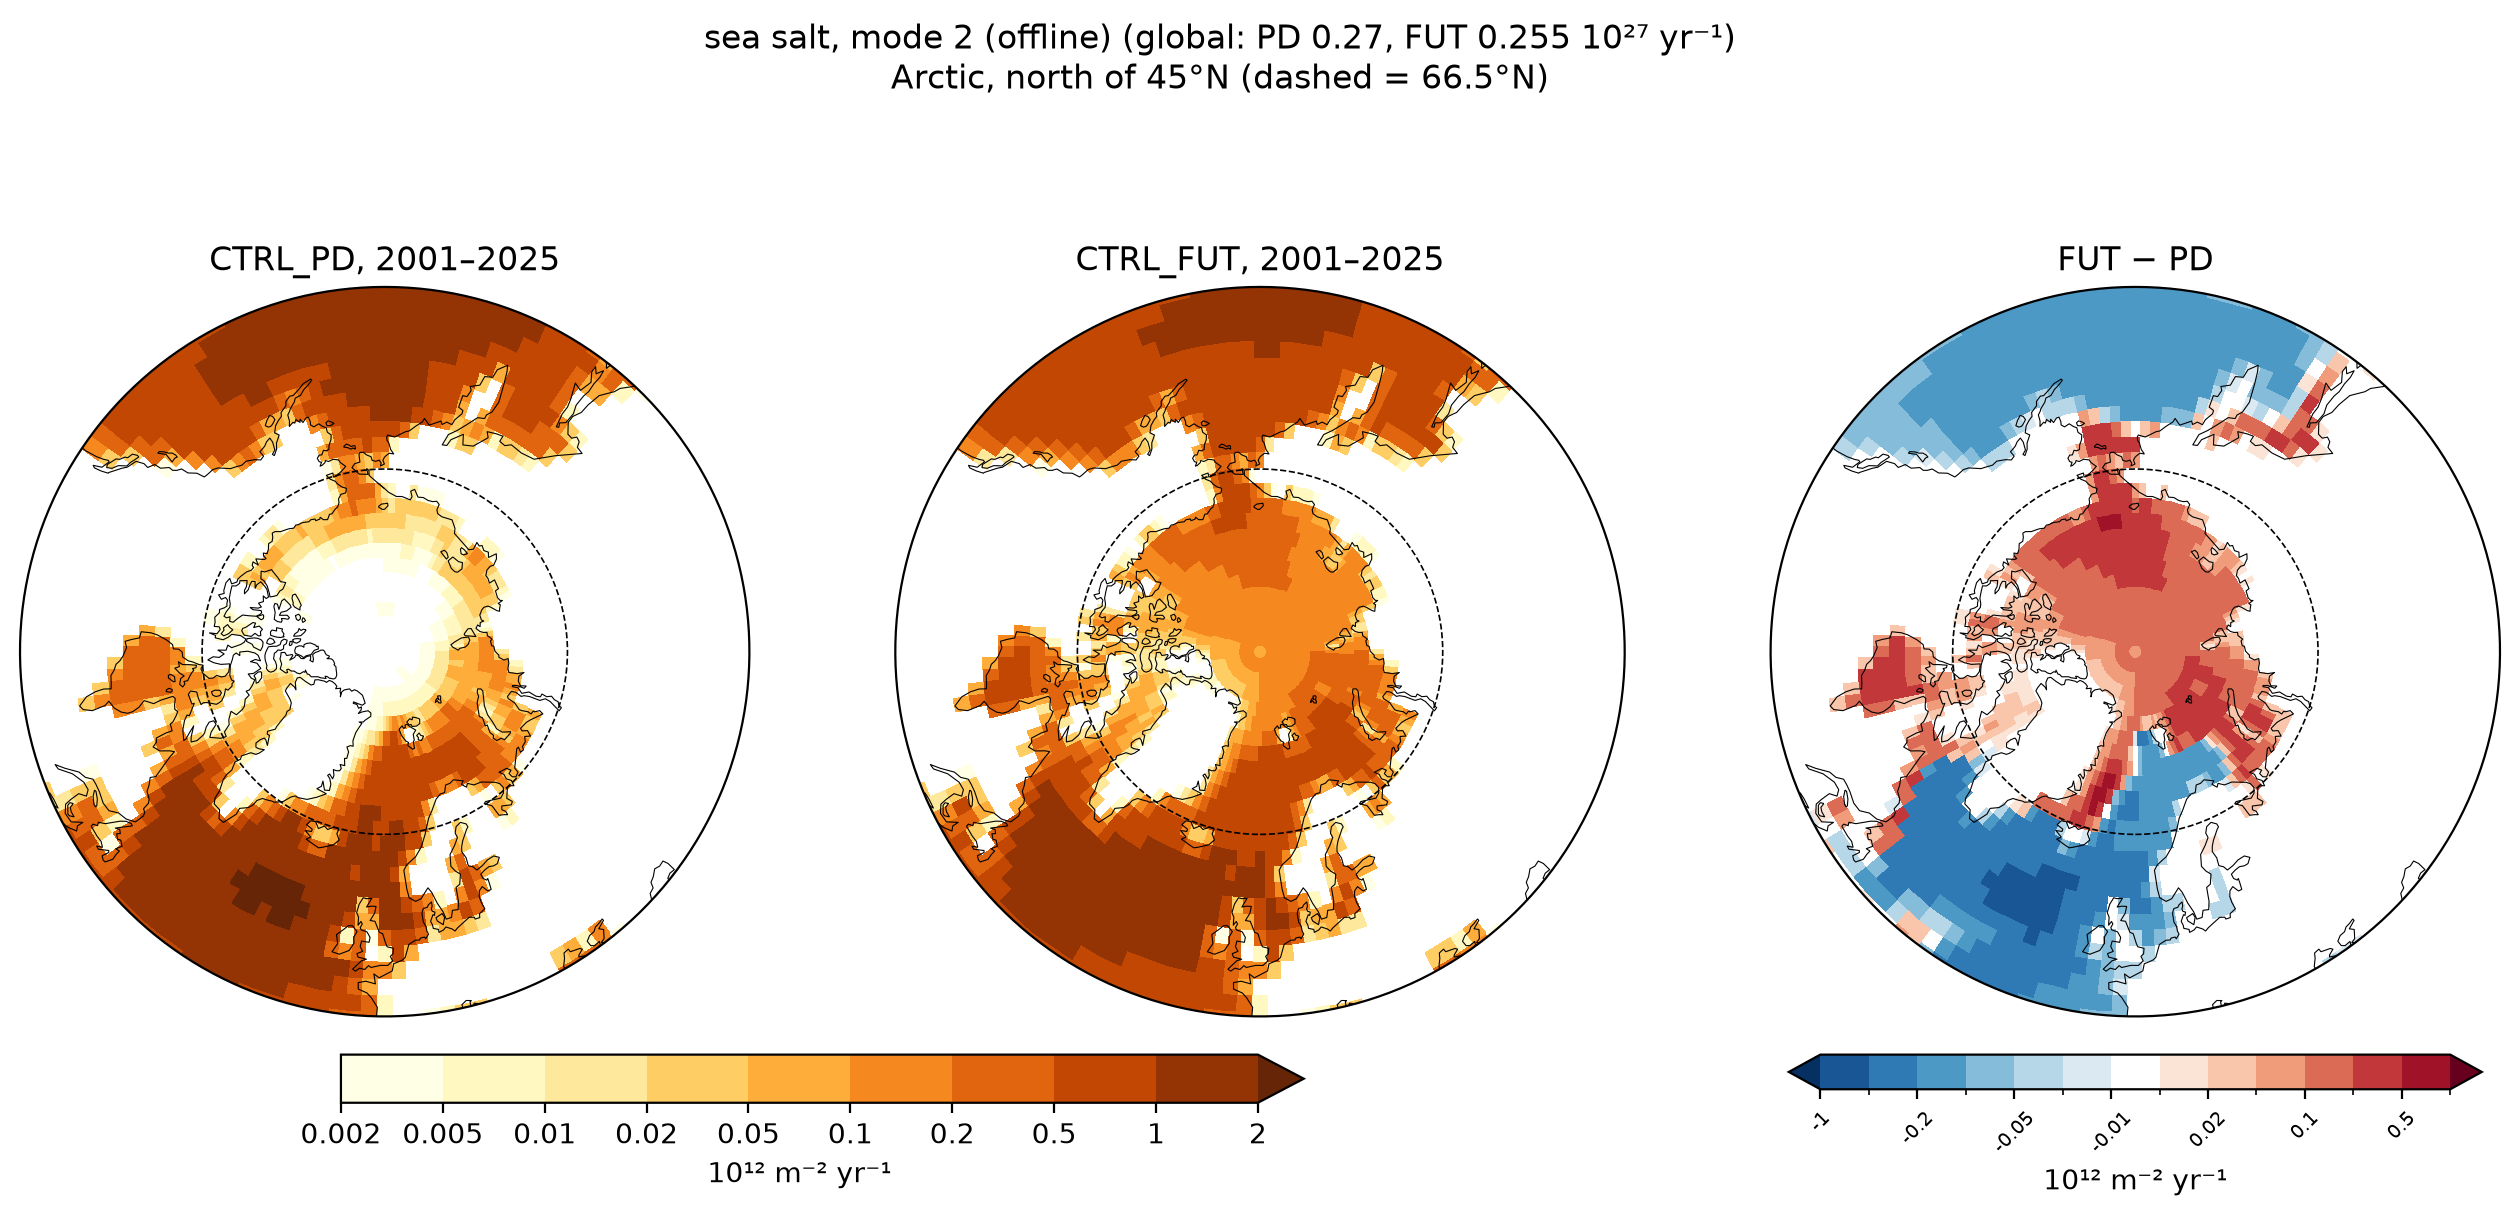 sea salt, mode 2 (offline) (global: PD 0.27, FUT 0.255 10²⁷ yr⁻¹)
Arctic, north of 45°N (dashed = 66.5°N)
CTRL_PD, 2001–2025
CTRL_FUT, 2001–2025
FUT − PD
0.002 0.005 0.01 0.02 0.05 0.1 0.2 0.5 1 2
10¹² m⁻² yr⁻¹
-1 -0.2 -0.05 -0.01 0.02 0.1 0.5
10¹² m⁻² yr⁻¹